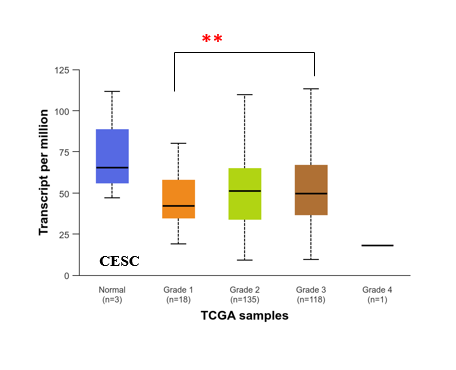 **
125
100
75
50
25
0
Transcript per million
CESC
Normal Grade 1 Grade 2 Grade 3 Grade 4
(n=3) (n=18) (n=135) (n=118) (n=1)
TCGA samples